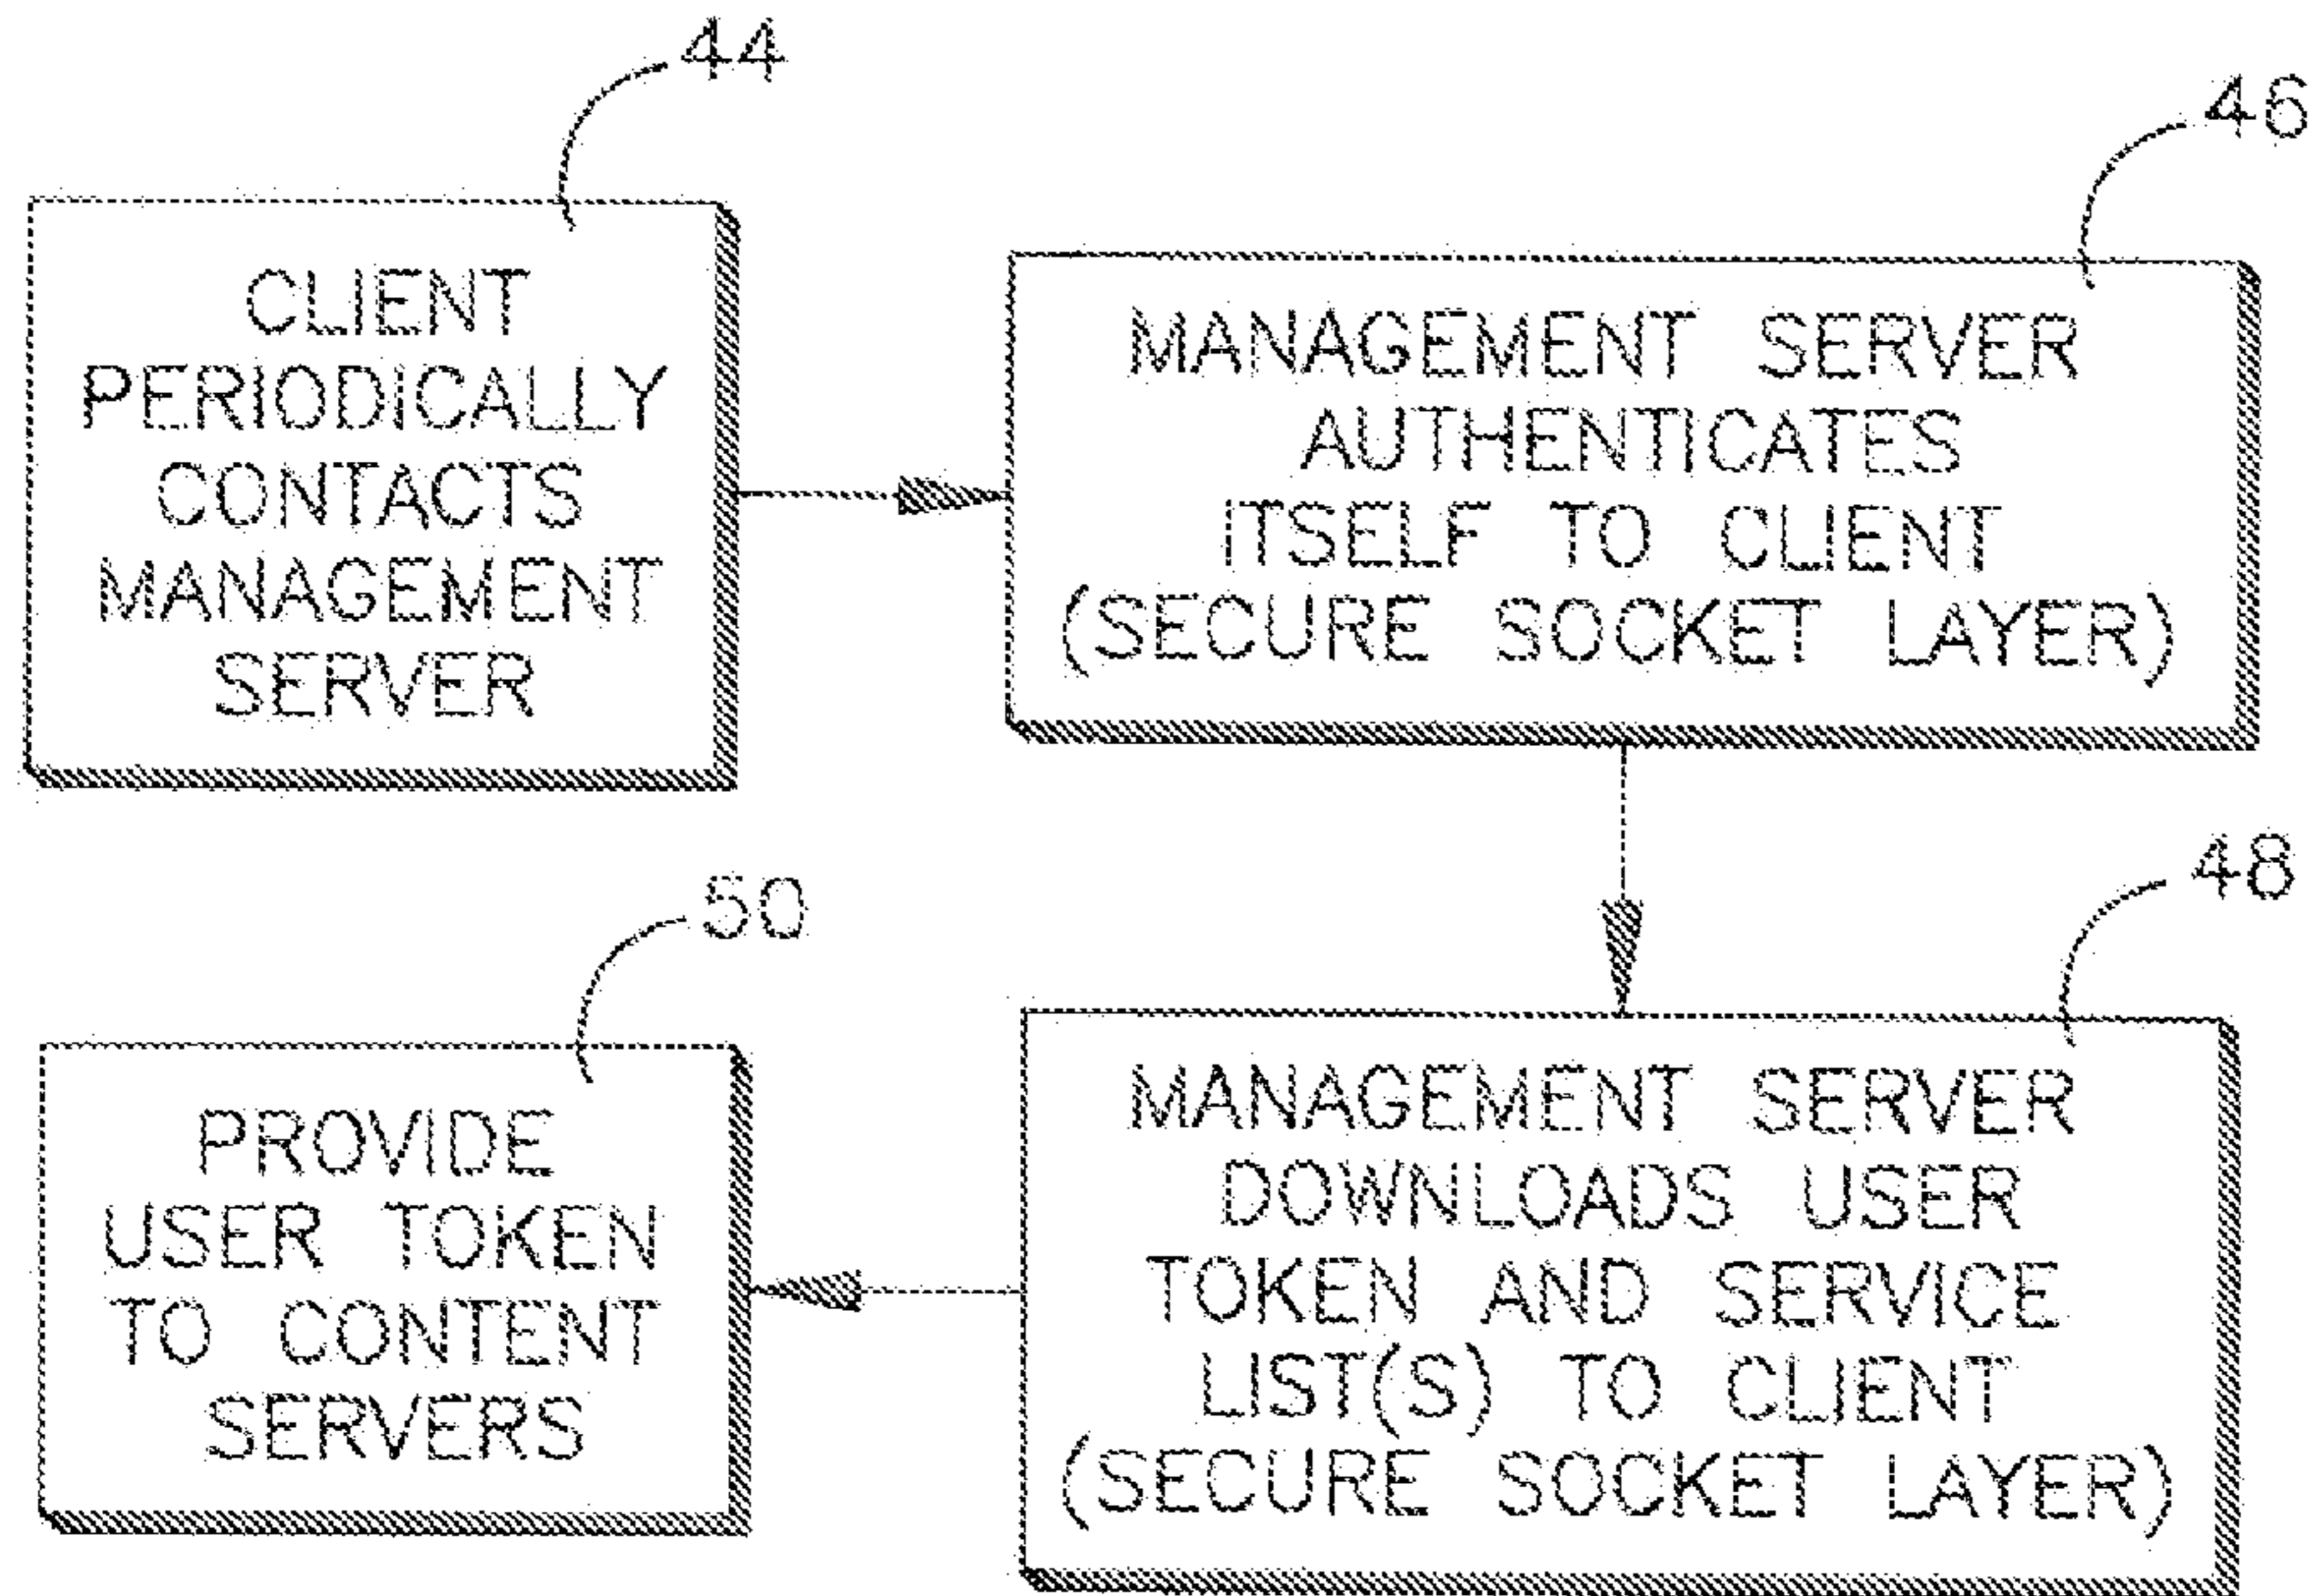 44
CLIENT
PERIODICALLY
CONTACTS
MANAGEMENT
SERVER
46
MANAGEMENT SERVER
AUTHENTICATES
ITSELF TO CLIENT
(SECURE SOCKET LAYER)
48
MANAGEMENT SERVER
DOWNLOADS USER
TOKEN AND SERVICE
LIST(S) TO CLIENT
(SECURE SOCKET LAYER)
50
PROVIDE
USER TOKEN
TO CONTENT
SERVERS